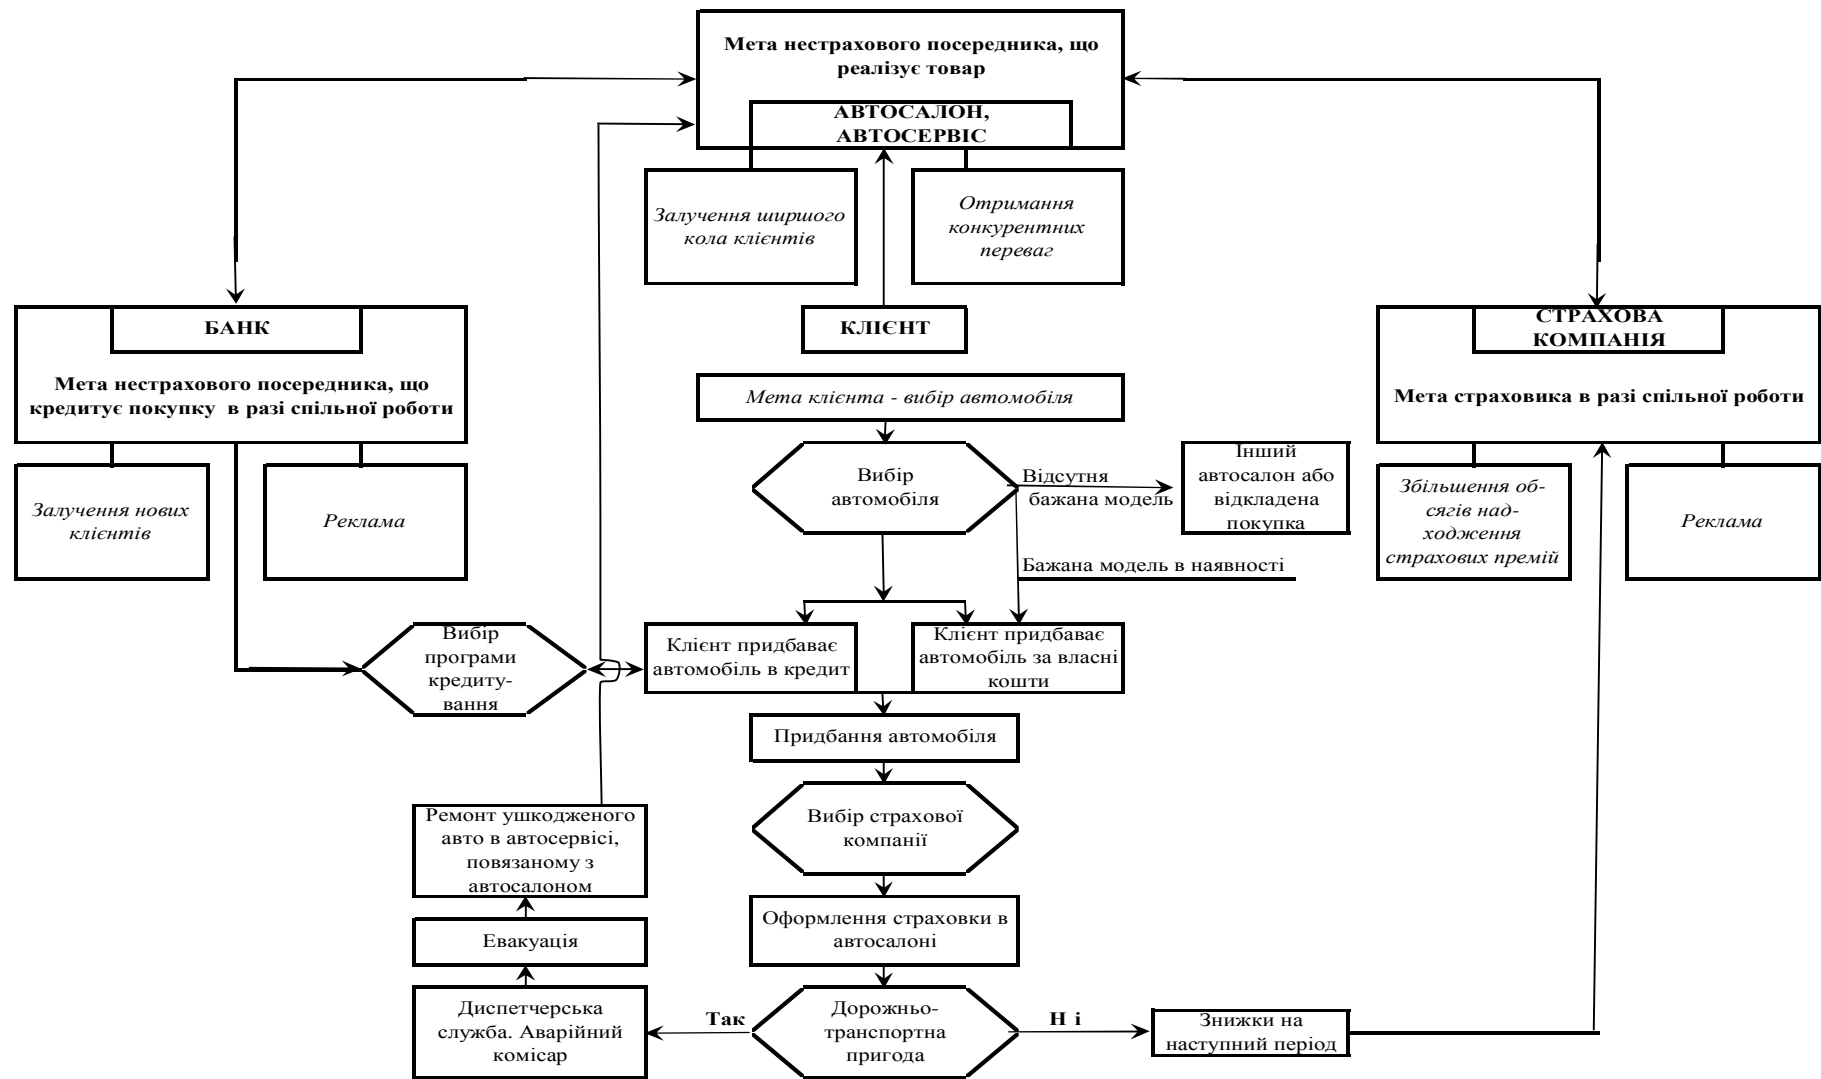 Мета нестрахового посередника, що
реалізує товар
АВТОСАЛОН,
АВТОСЕРВІС
Залучення ширшого
кола клієнтів
Отримання
конкурентних
переваг
БАНК
Мета нестрахового посередника, що
кредитує покупку в разі спільної роботи
КЛІЄНТ
СТРАХОВА
КОМПАНІЯ
Мета страховика в разі спільної роботи
Мета клієнта - вибір автомобіля
Залучення нових
клієнтів
Реклама
Вибір
автомобіля
Відсутня
бажана модель
Інший
автосалон або
відкладена
покупка
Збільшення об-
сягів над-
ходження
страхових премій
Реклама
Бажана модель в наявності
Вибір
програми
кредиту-
вання
Клієнт придбаває
автомобіль в кредит
Клієнт придбаває
автомобіль за власні
кошти
Придбання автомобіля
Вибір страхової
компанії
Ремонт ушкодженого
авто в автосервісі,
повязаному з
автосалоном
Оформлення страховки в
автосалоні
Евакуація
Диспетчерська
служба. Аварійний
комісар
Так
Дорожньо-
транспортна
пригода
Н і
Знижки на
наступний період